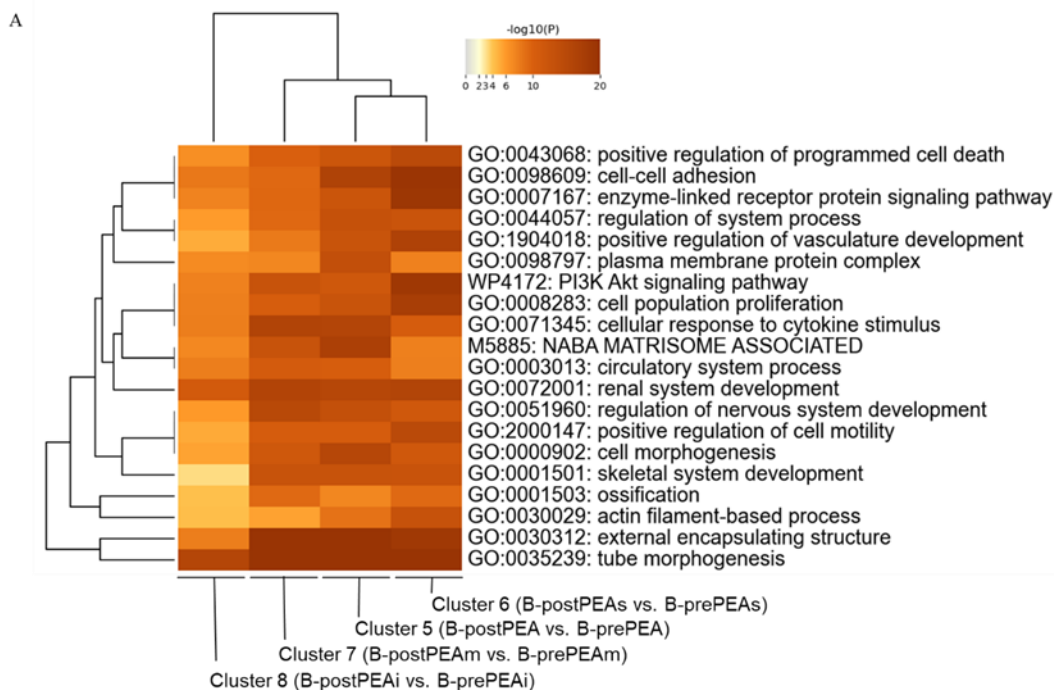 A
-log10(P)
0 2 3 4 6 10 20
GO:0043068: positive regulation of programmed cell death
GO:0098609: cell-cell adhesion
GO:0007167: enzyme-linked receptor protein signaling pathway
GO:0044057: regulation of system process
GO:1904018: positive regulation of vasculature development
GO:0098797: plasma membrane protein complex
WP4172: PI3K Akt signaling pathway
GO:0008283: cell population proliferation
GO:0071345: cellular response to cytokine stimulus
M5885: NABA MATRISOME ASSOCIATED
GO:0003013: circulatory system process
GO:0072001: renal system development
GO:0051960: regulation of nervous system development
GO:2000147: positive regulation of cell motility
GO:0000902: cell morphogenesis
GO:0001501: skeletal system development
GO:0001503: ossification
GO:0030029: actin filament-based process
GO:0030312: external encapsulating structure
GO:0035239: tube morphogenesis
Cluster 6 (B-postPEAs vs. B-prePEAs)
Cluster 5 (B-postPEA vs. B-prePEA)
Cluster 7 (B-postPEAm vs. B-prePEAm)
Cluster 8 (B-postPEAi vs. B-prePEAi)